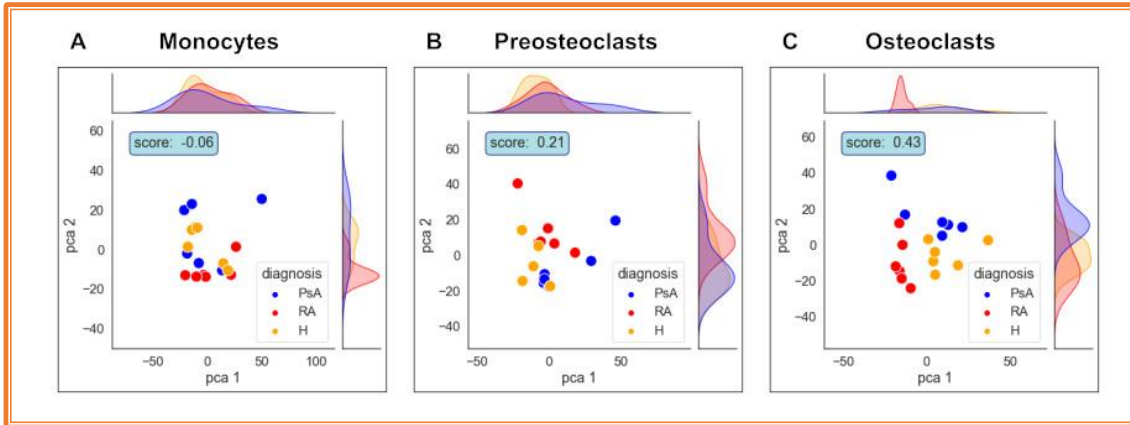 A Monocytes
60
40
20
0
−20
−40
pca 2
score: -0.06
diagnosis
PsA
RA
H
−50 0 50 100
pca 1
B Preosteoclasts
60
40
20
0
−20
−40
pca 2
score: 0.21
diagnosis
PsA
RA
H
−50 0 50
pca 1
C Osteoclasts
60
40
20
0
−20
−40
pca 2
score: 0.43
diagnosis
PsA
RA
H
−50 0 50
pca 1